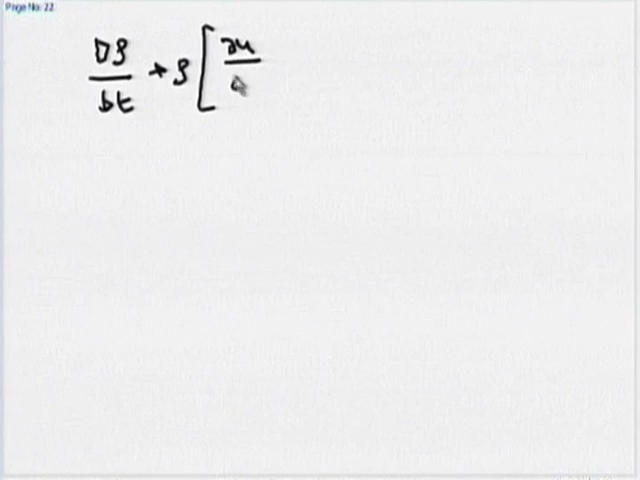 Page No: 22
Dρ/Dt + ρ [ ∂u/